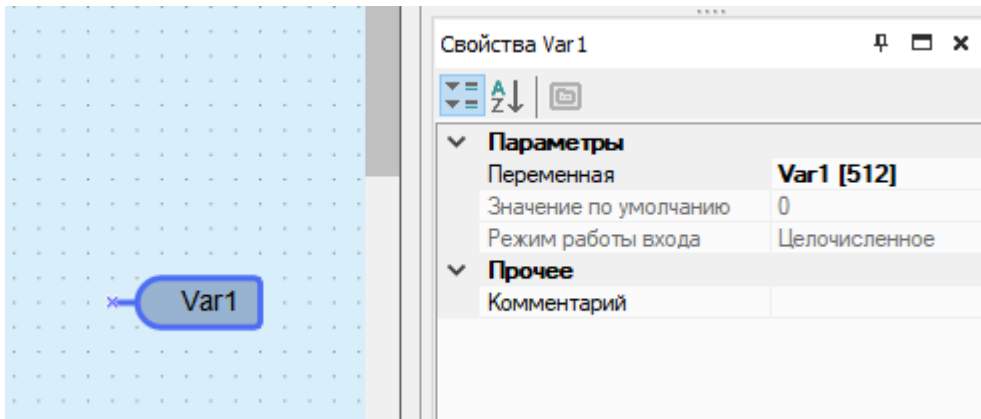 Свойства Var1
Параметры
Переменная Var1 [512]
Значение по умолчанию 0
Режим работы входа Целочисленное
Прочее
Комментарий
Var1